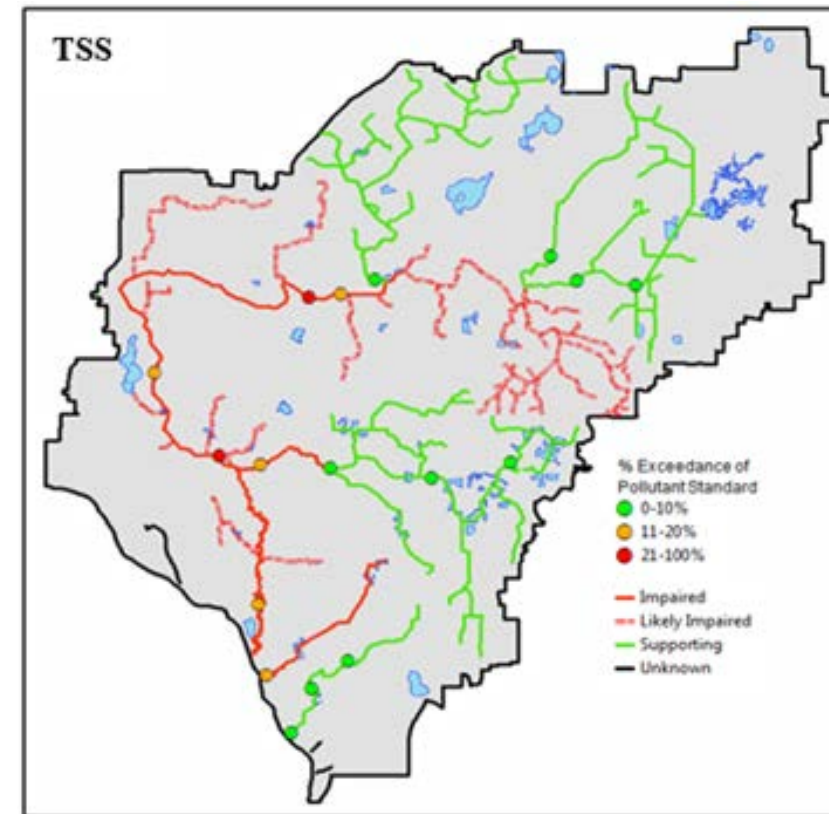 TSS
% Exceedance of
Pollutant Standard
0-10%
11-20%
21-100%
Impaired
Likely Impaired
Supporting
Unknown